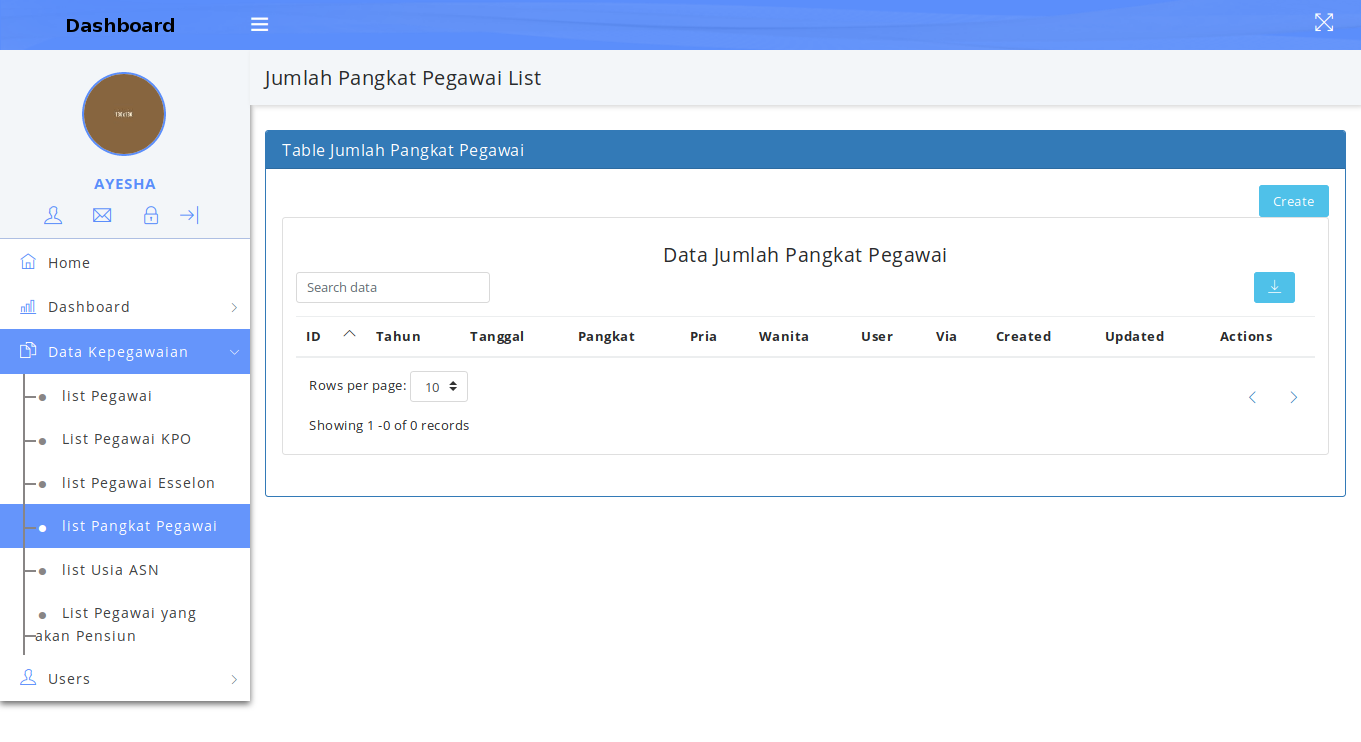 Dashboard
Jumlah Pangkat Pegawai List
130 x 130
AYESHA
Home
Dashboard
Data Kepegawaian
list Pegawai
List Pegawai KPO
list Pegawai Esselon
list Pangkat Pegawai
list Usia ASN
List Pegawai yang
akan Pensiun
Users
Table Jumlah Pangkat Pegawai
Create
Data Jumlah Pangkat Pegawai
Search data
ID Tahun Tanggal Pangkat Pria Wanita User Via Created Updated Actions
Rows per page: 10
Showing 1 -0 of 0 records